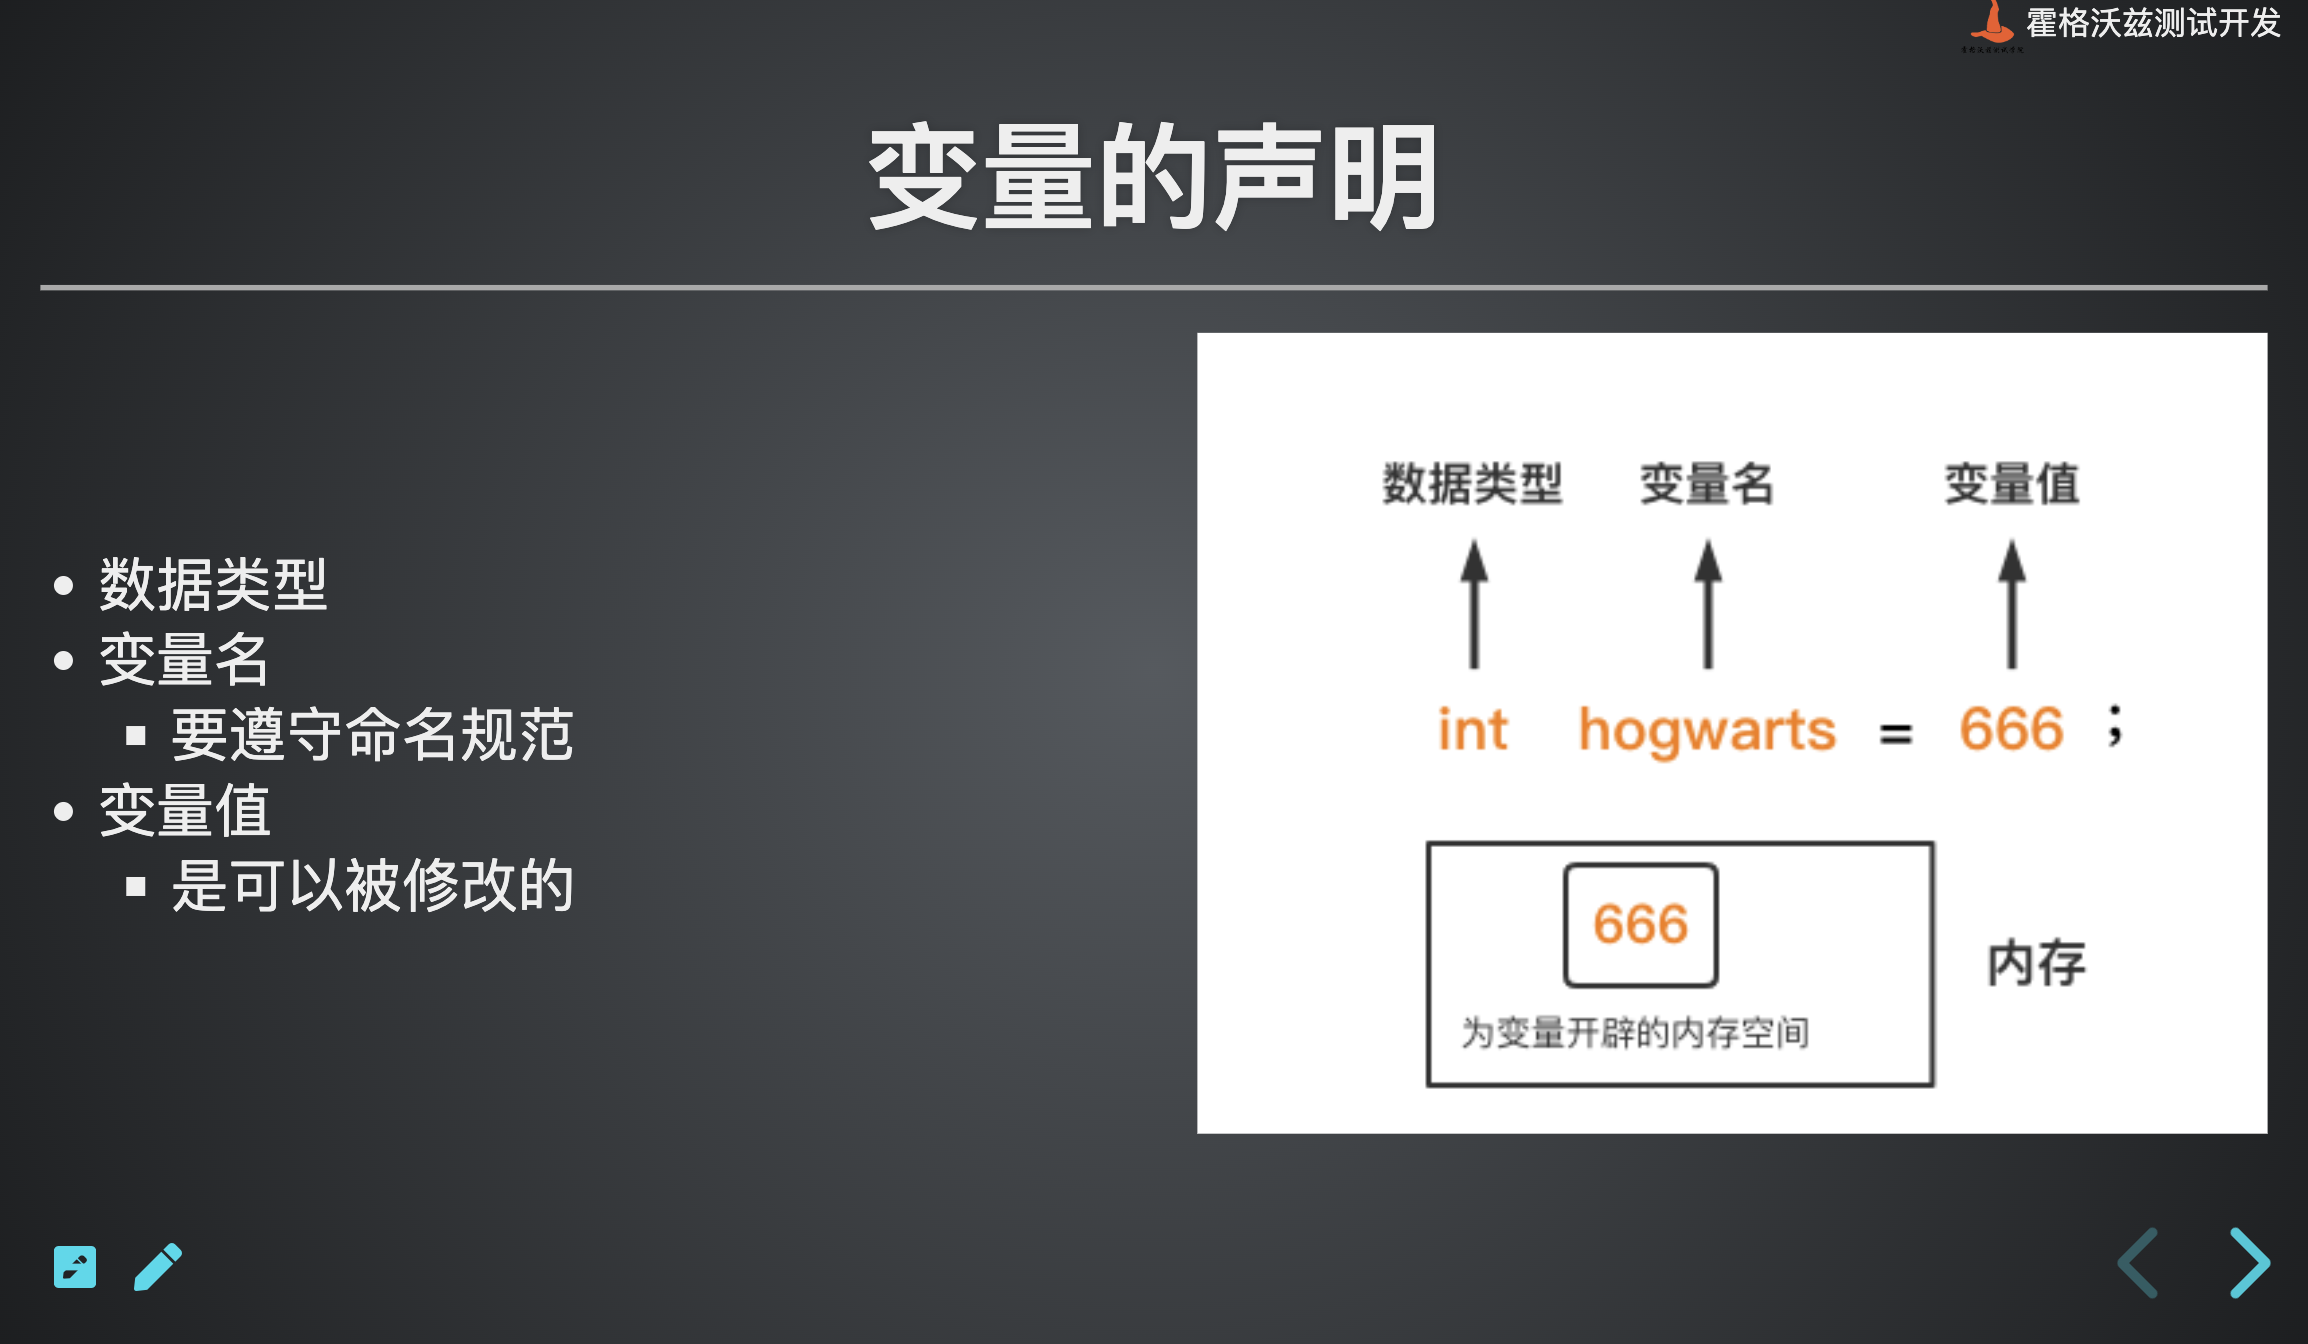 霍格沃兹测试开发
变量的声明
数据类型
变量名
要遵守命名规范
变量值
是可以被修改的
数据类型 变量名 变量值
int hogwarts = 666 ;
666
为变量开辟的内存空间
内存